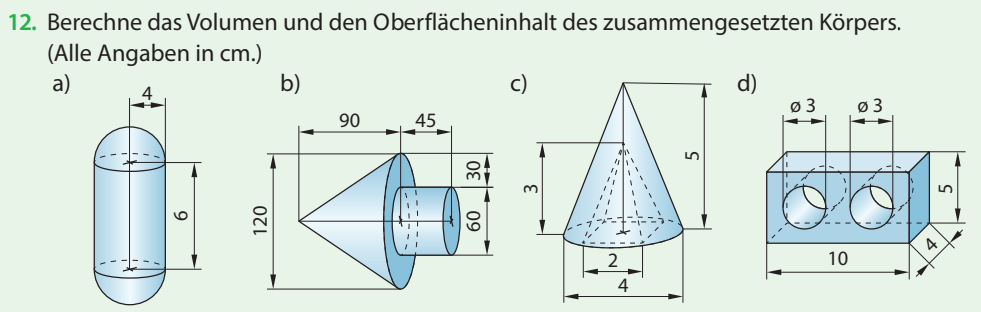 12. Berechne das Volumen und den Oberflächeninhalt des zusammengesetzten Körpers.
(Alle Angaben in cm.)
a)
4
6
b)
90
45
30
60
120
c)
5
3
2
4
d)
ø 3
ø 3
5
4
10